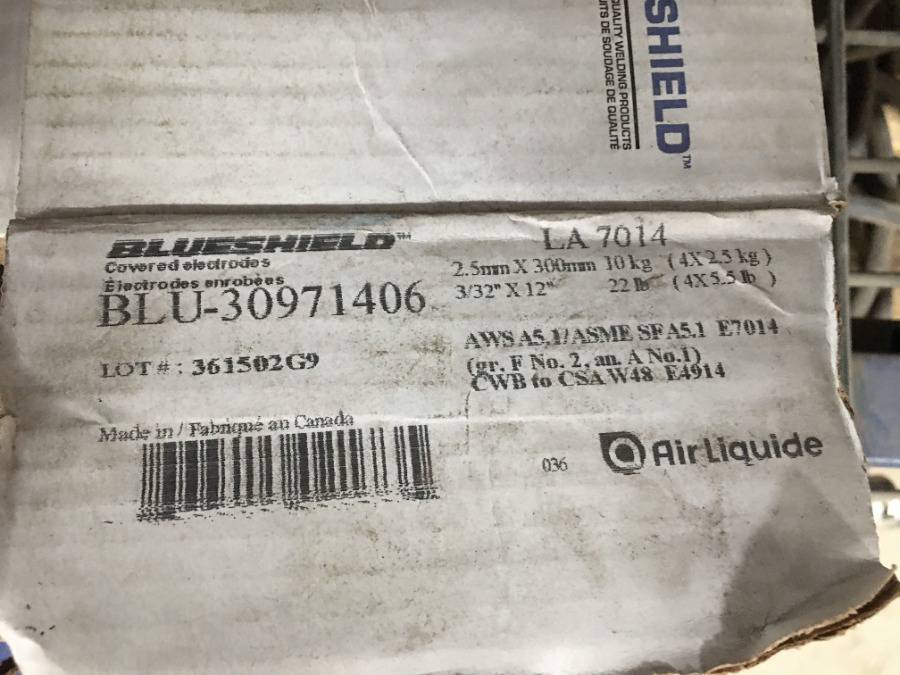 SHIELD™
QUALITY WELDING PRODUCTS
ITS DE SOUDAGE DE QUALITÉ
BLUESHIELD™
Covered electrodes
Électrodes enrobées
BLU-30971406
LOT # : 361502G9
Made in / Fabriqué au Canada
LA 7014
2.5mm X 300mm 10 kg ( 4X 2.5 kg )
3/32" X 12" 22 lb ( 4X 5.5 lb )
AWS A5.1/ASME SFA5.1 E7014
(gr. F No. 2, an. A No.1)
CWB to CSA W48 E4914
036
Air Liquide